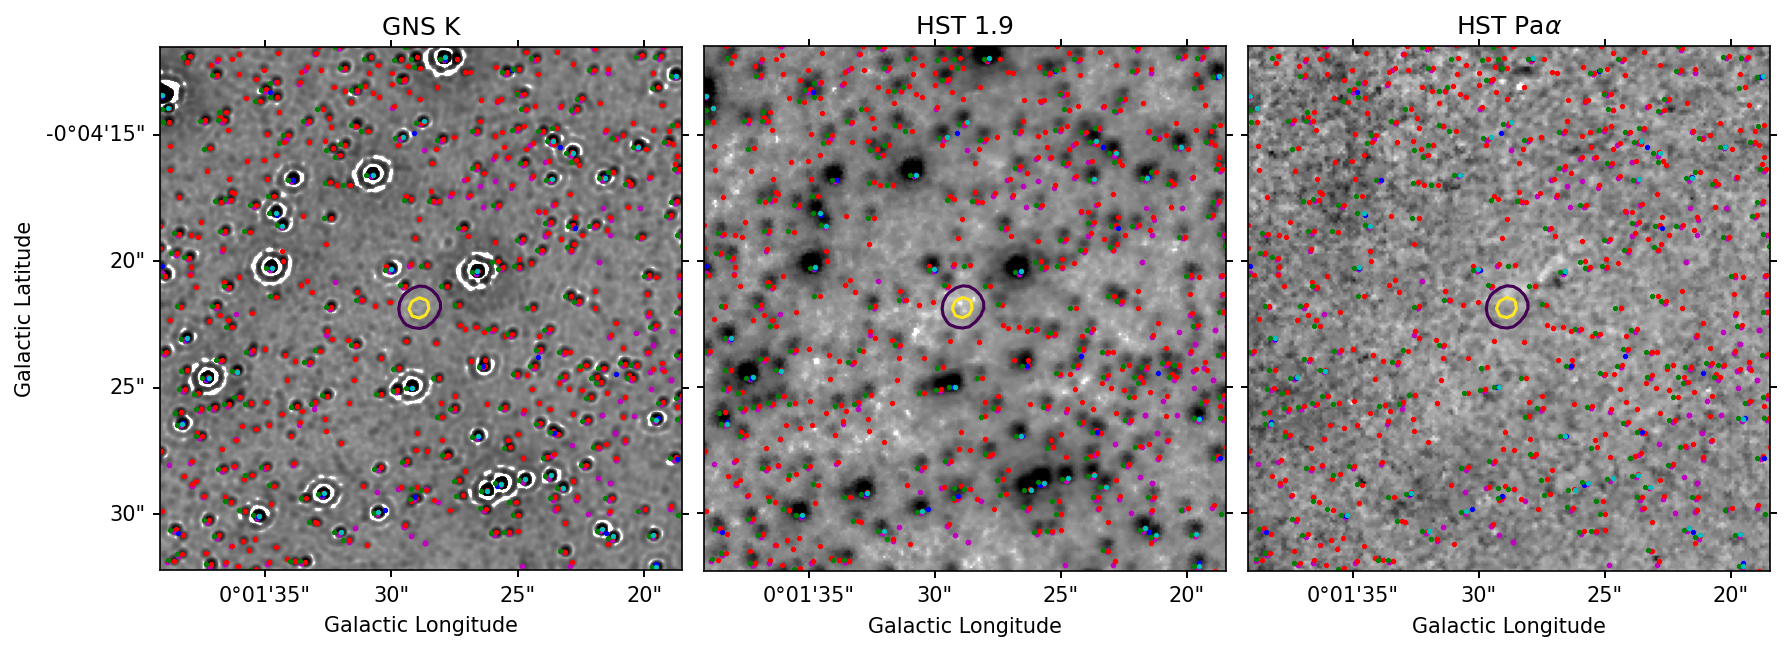 GNS K
HST 1.9
HST Paα
-0°04'15"
20"
25"
30"
Galactic Latitude
0°01'35" 30" 25" 20"
0°01'35" 30" 25" 20"
0°01'35" 30" 25" 20"
Galactic Longitude
Galactic Longitude
Galactic Longitude